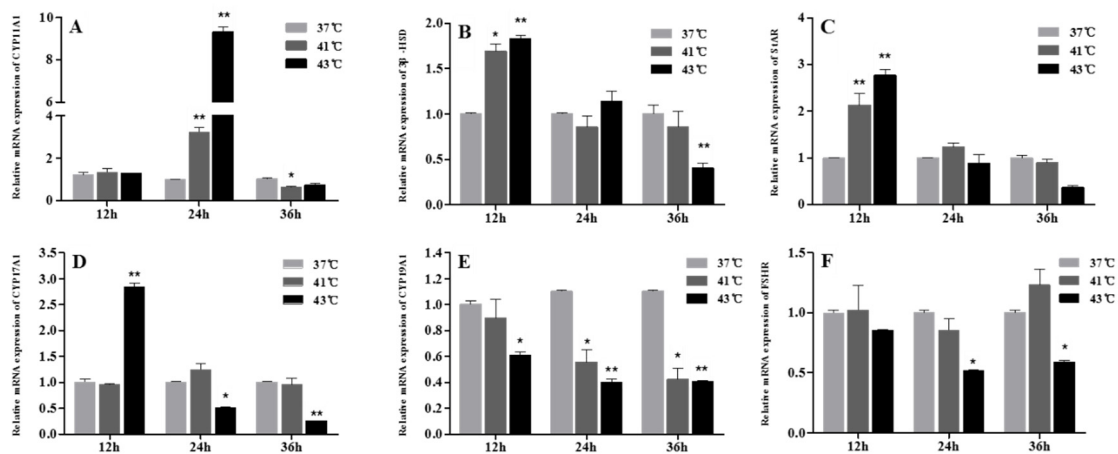 A
Relative mRNA expression of CYP11A1
10
8
6
4
2
0
**
**
*
37℃
41℃
43℃
12h
24h
36h
B
Relative mRNA expression of 3β -HSD
2.0
1.5
1.0
0.5
0.0
*
**
**
37℃
41℃
43℃
12h
24h
36h
C
Relative mRNA expression of StAR
5
4
3
2
1
0
**
**
37℃
41℃
43℃
12h
24h
36h
D
Relative mRNA expression of CYP17A1
3.5
3.0
2.5
2.0
1.5
1.0
0.5
0.0
**
*
**
37℃
41℃
43℃
12h
24h
36h
E
Relative mRNA expression of CYP19A1
1.4
1.2
1.0
0.8
0.6
0.4
0.2
0.0
*
*
**
*
**
37℃
41℃
43℃
12h
24h
36h
F
Relative mRNA expression of FSHR
1.5
1.0
0.5
0.0
*
*
37℃
41℃
43℃
12h
24h
36h